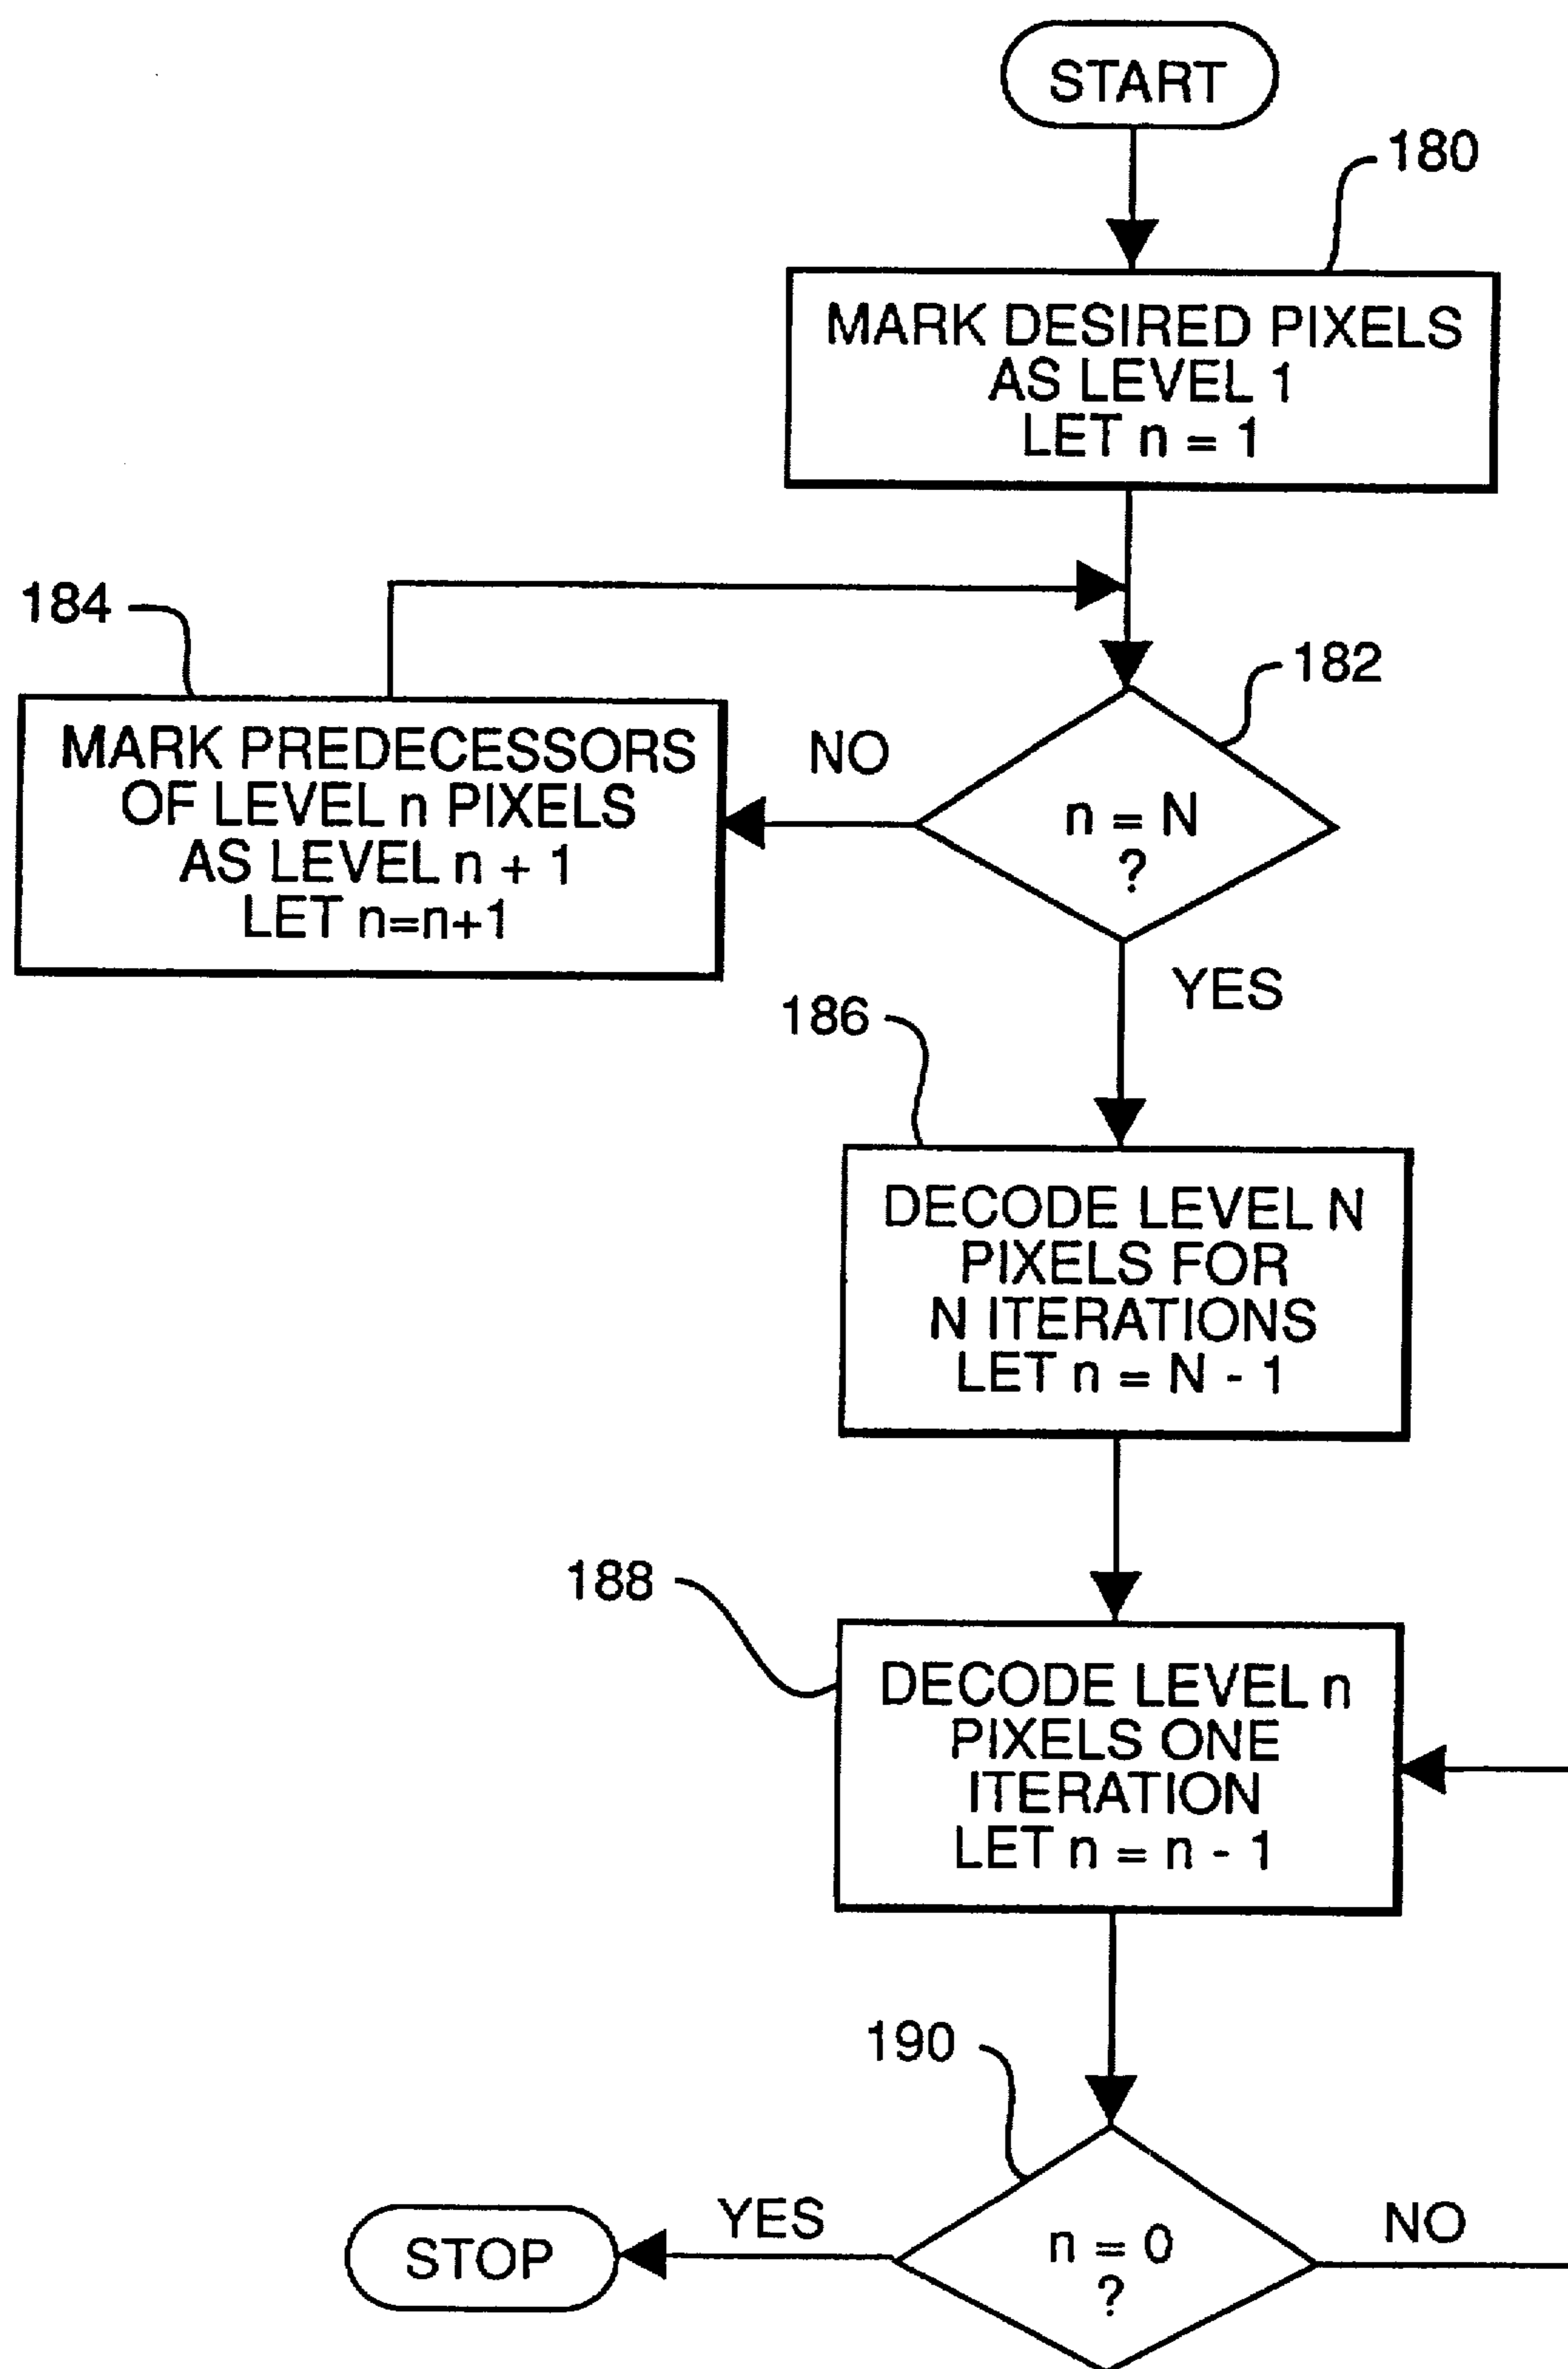 START
180
MARK DESIRED PIXELS
AS LEVEL 1
LET n = 1
184
182
MARK PREDECESSORS
OF LEVEL n PIXELS
AS LEVEL n + 1
LET n=n+1
NO
n = N
?
YES
186
DECODE LEVEL N
PIXELS FOR
N ITERATIONS
LET n = N - 1
188
DECODE LEVEL n
PIXELS ONE
ITERATION
LET n = n - 1
190
STOP
YES
n = 0
?
NO